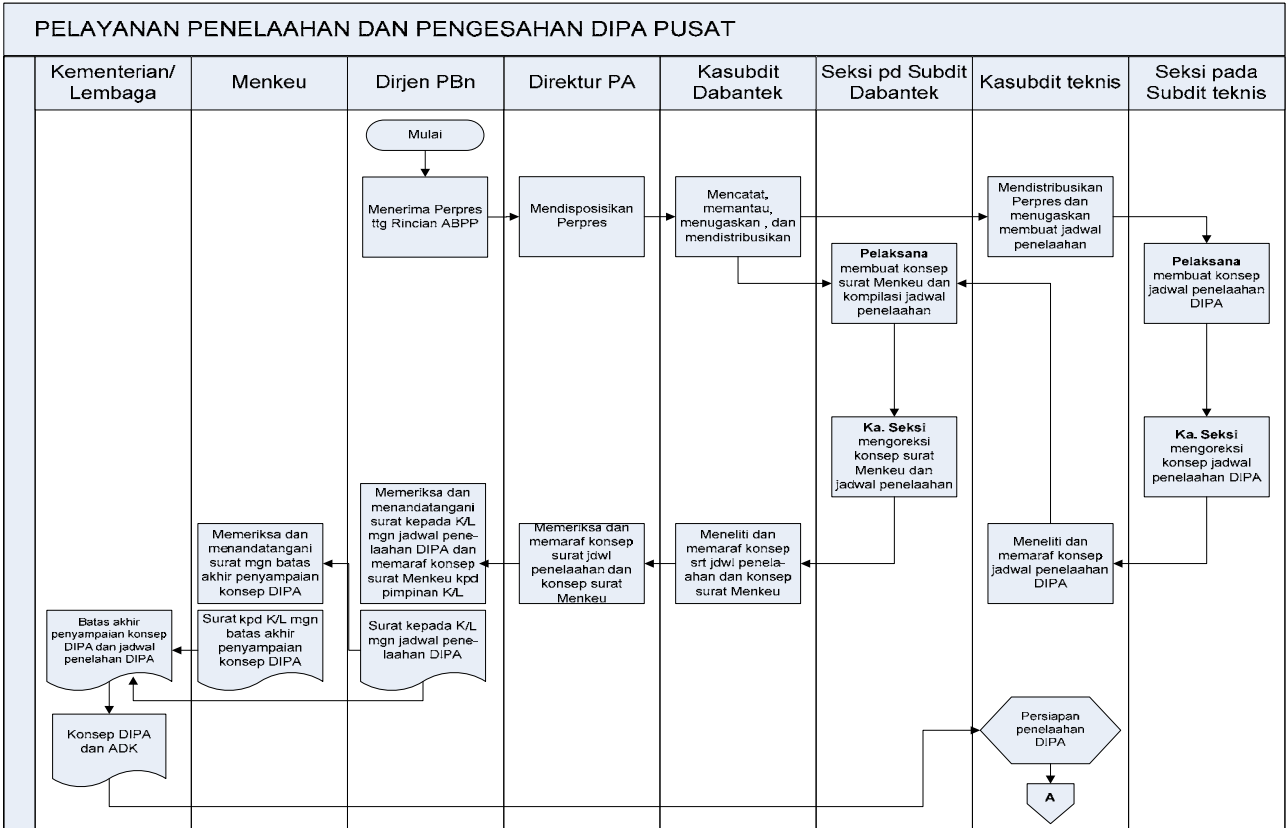 PELAYANAN PENELAAHAN DAN PENGESAHAN DIPA PUSAT
Kementerian/
Lembaga
Menkeu
Dirjen PBn
Direktur PA
Kasubdit
Dabantek
Seksi pd Subdit
Dabantek
Kasubdit teknis
Seksi pada
Subdit teknis
Mulai
Menerima Perpres
ttg Rincian ABPP
Mendisposisikan
Perpres
Mencatat,
memantau,
menugaskan , dan
mendistribusikan
Mendistribusikan
Perpres dan
menugaskan
membuat jadwal
penelaahan
Pelaksana
membuat konsep
surat Menkeu dan
kompilasi jadwal
penelaahan
Pelaksana
membuat konsep
jadwal penelaahan
DIPA
Ka. Seksi
mengoreksi
konsep surat
Menkeu dan
jadwal penelaahan
Ka. Seksi
mengoreksi
konsep jadwal
penelaahan DIPA
Memeriksa dan
menandatangani
surat mgn batas
akhir penyampaian
konsep DIPA
Memeriksa dan
menandatangani
surat kepada K/L
mgn jadwal pene-
laahan DIPA dan
memaraf konsep
surat Menkeu kpd
pimpinan K/L
Memeriksa dan
memaraf konsep
surat jdwl
penelaahan dan
konsep surat
Menkeu
Meneliti dan
memaraf konsep
srt jdwl penela-
ahan dan konsep
surat Menkeu
Meneliti dan
memaraf konsep
jadwal penelaahan
DIPA
Batas akhir
penyampaian konsep
DIPA dan jadwal
penelahan DIPA
Surat kpd K/L mgn
batas akhir
penyampaian
konsep DIPA
Surat kepada K/L
mgn jadwal pene-
laahan DIPA
Konsep DIPA
dan ADK
Persiapan
penelaahan
DIPA
A